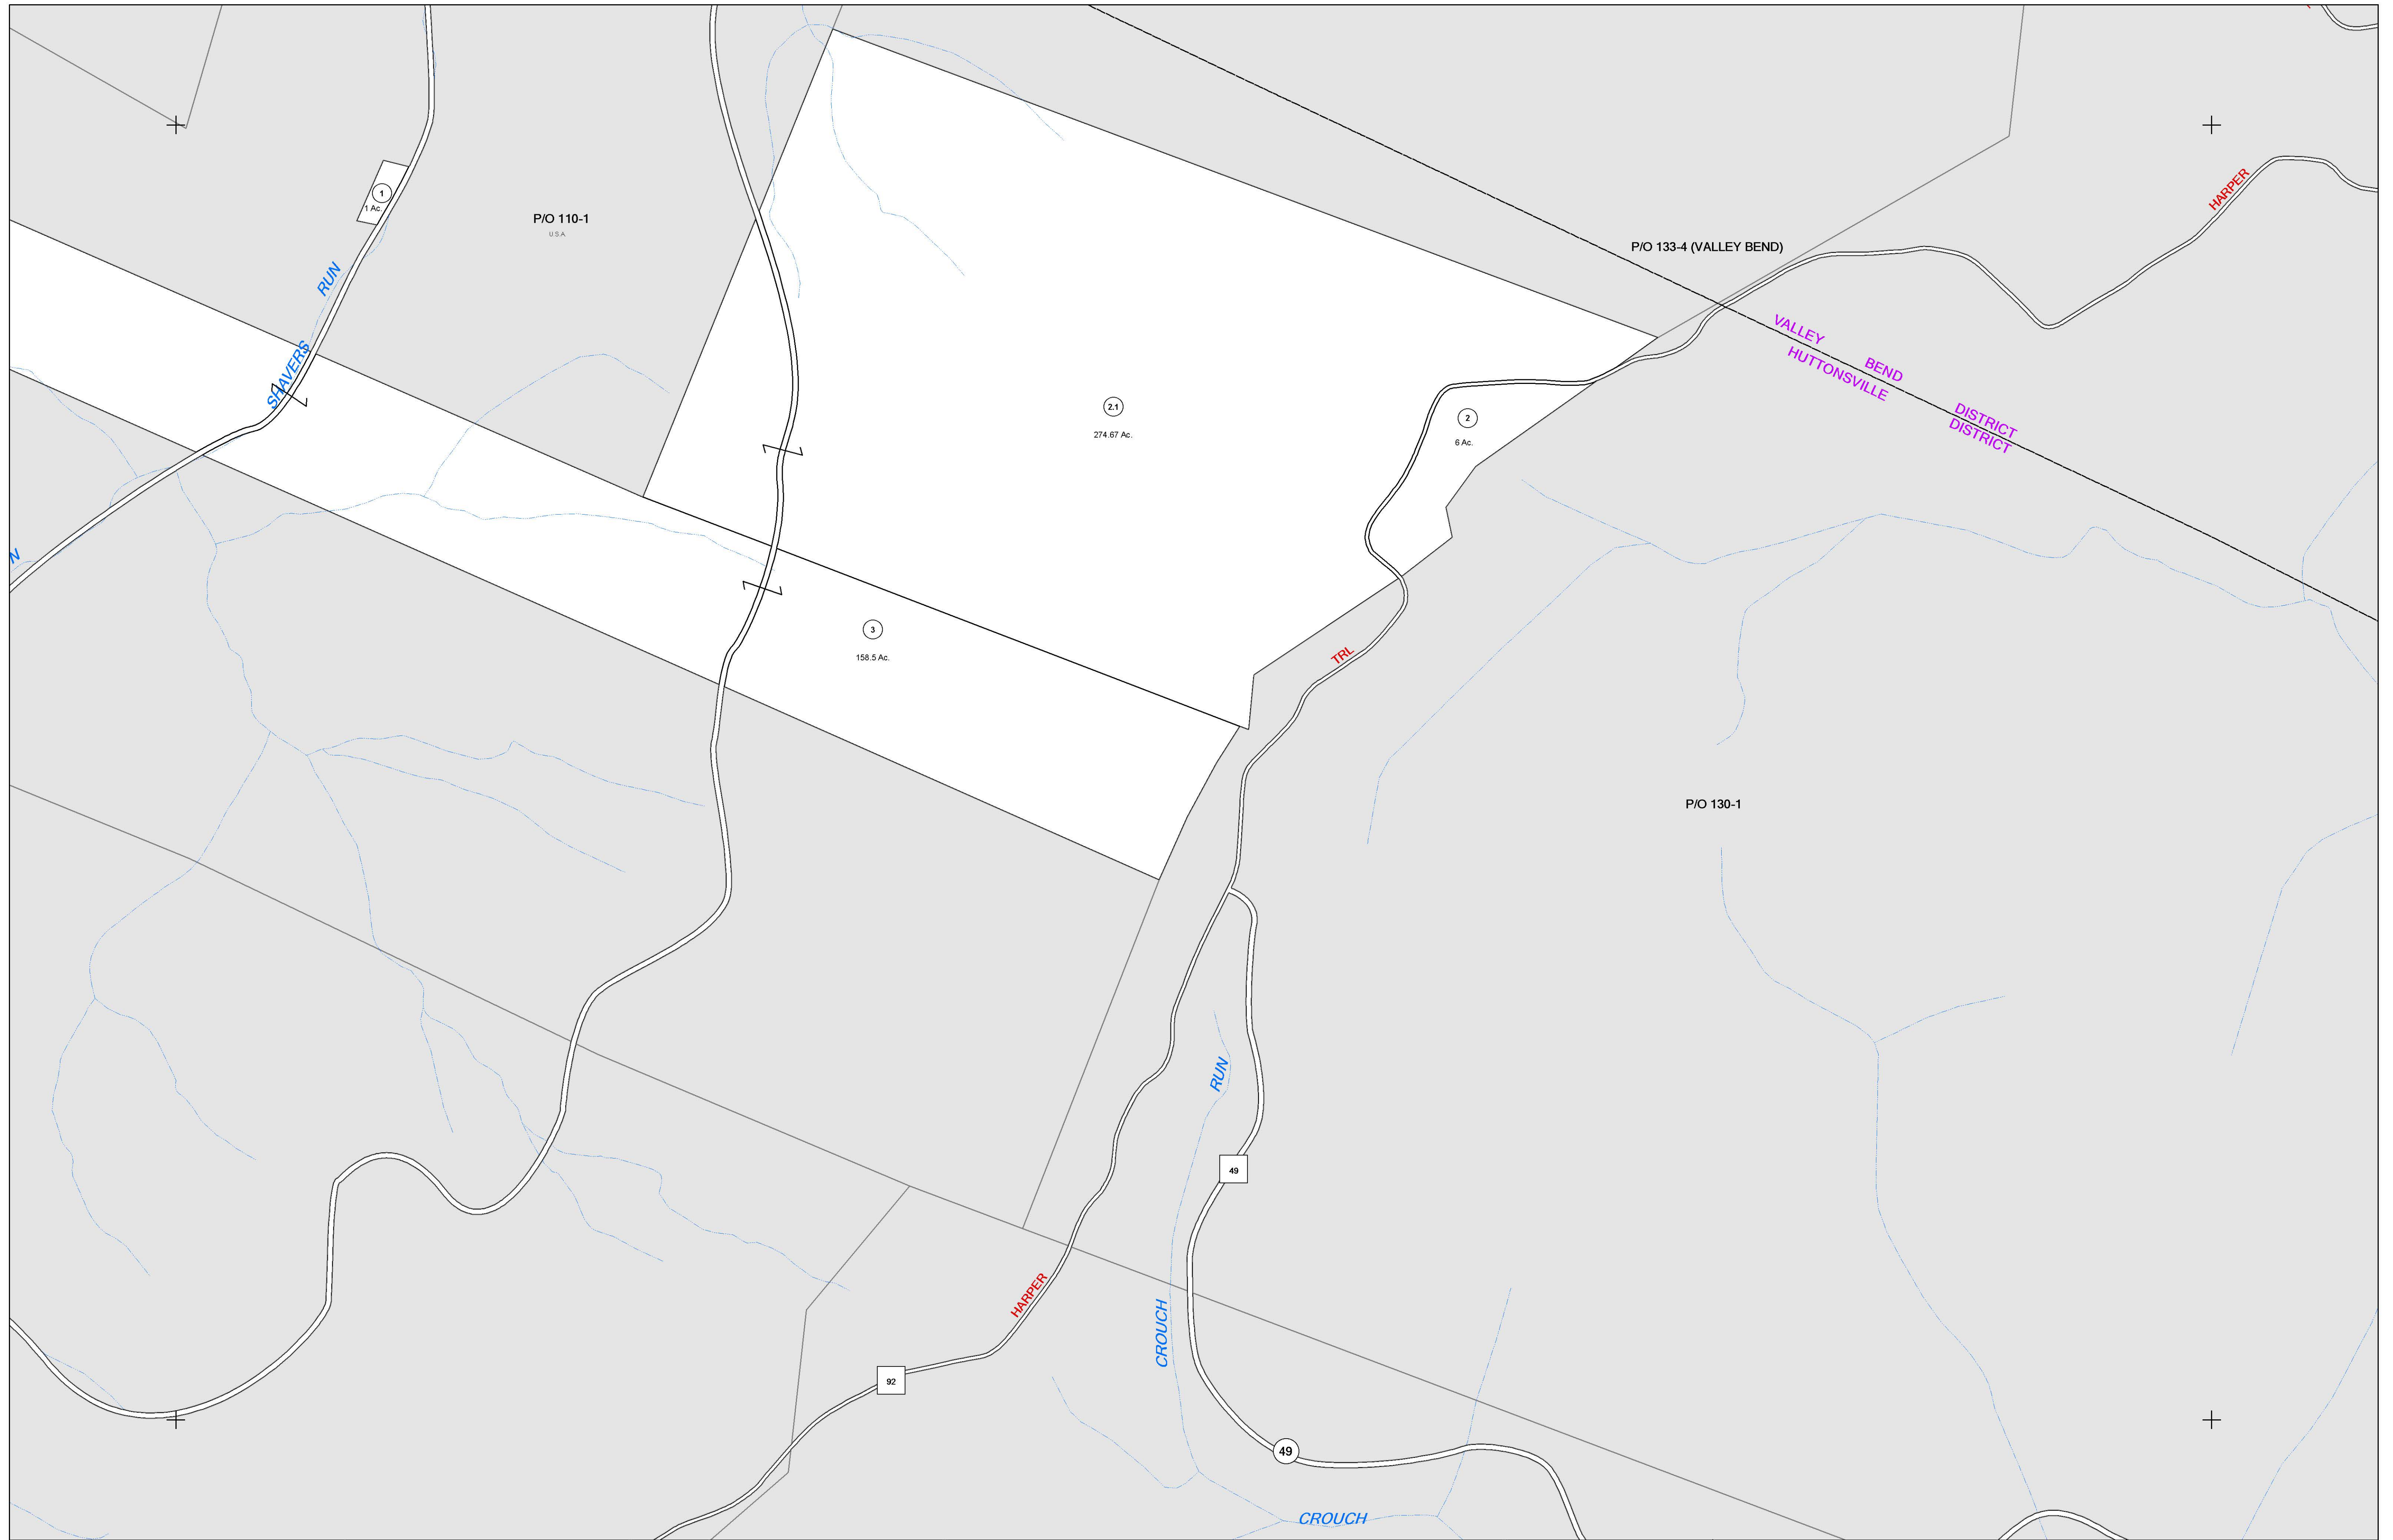 1
1 Ac.
P/O 110-1
U.S.A
RUN
SHAVERS
N
HARPER
P/O 133-4 (VALLEY BEND)
VALLEY BEND DISTRICT
HUTTONSVILLE DISTRICT
2.1
274.67 Ac.
2
6 Ac.
3
158.5 Ac.
TRL
P/O 130-1
RUN
49
HARPER
CROUCH
92
49
CROUCH